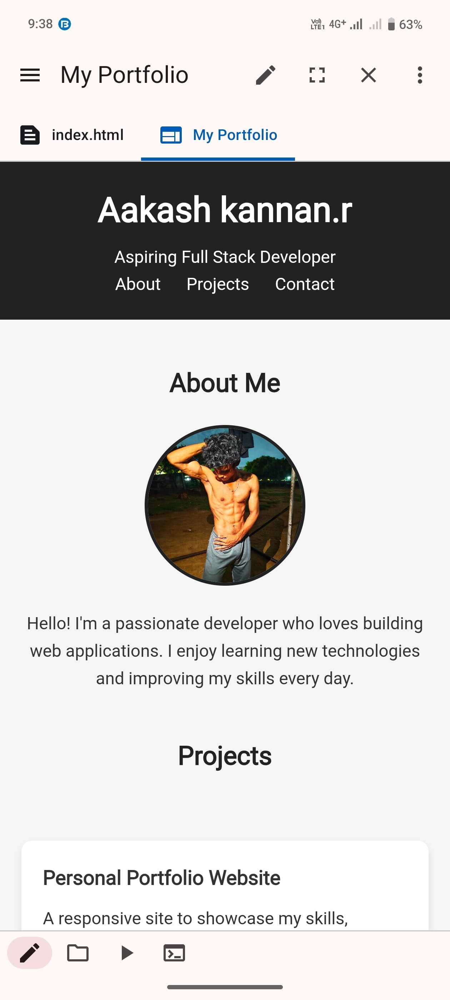 9:38
Vo)) LTE1 4G+ 63%
My Portfolio
index.html My Portfolio
Aakash kannan.r
Aspiring Full Stack Developer
About Projects Contact
About Me
Hello! I'm a passionate developer who loves building
web applications. I enjoy learning new technologies
and improving my skills every day.
Projects
Personal Portfolio Website
A responsive site to showcase my skills,